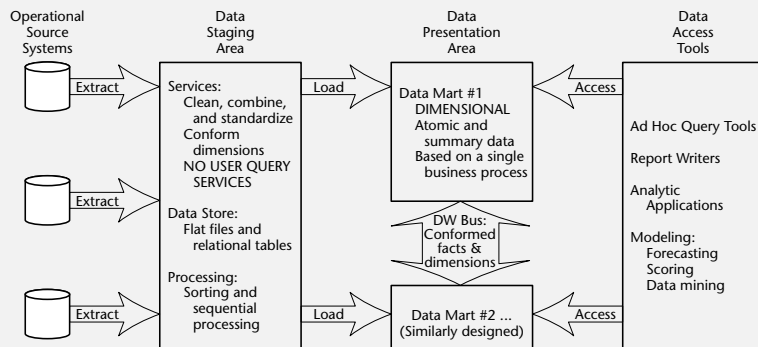 Operational
Source
Systems
Data
Staging
Area
Data
Presentation
Area
Data
Access
Tools
Extract
Extract
Extract
Services:
Clean, combine,
and standardize
Conform
dimensions
NO USER QUERY
SERVICES
Data Store:
Flat files and
relational tables
Processing:
Sorting and
sequential
processing
Load
Load
Data Mart #1
DIMENSIONAL
Atomic and
summary data
Based on a single
business process
DW Bus:
Conformed
facts &
dimensions
Data Mart #2 ...
(Similarly designed)
Access
Access
Ad Hoc Query Tools
Report Writers
Analytic
Applications
Modeling:
Forecasting
Scoring
Data mining